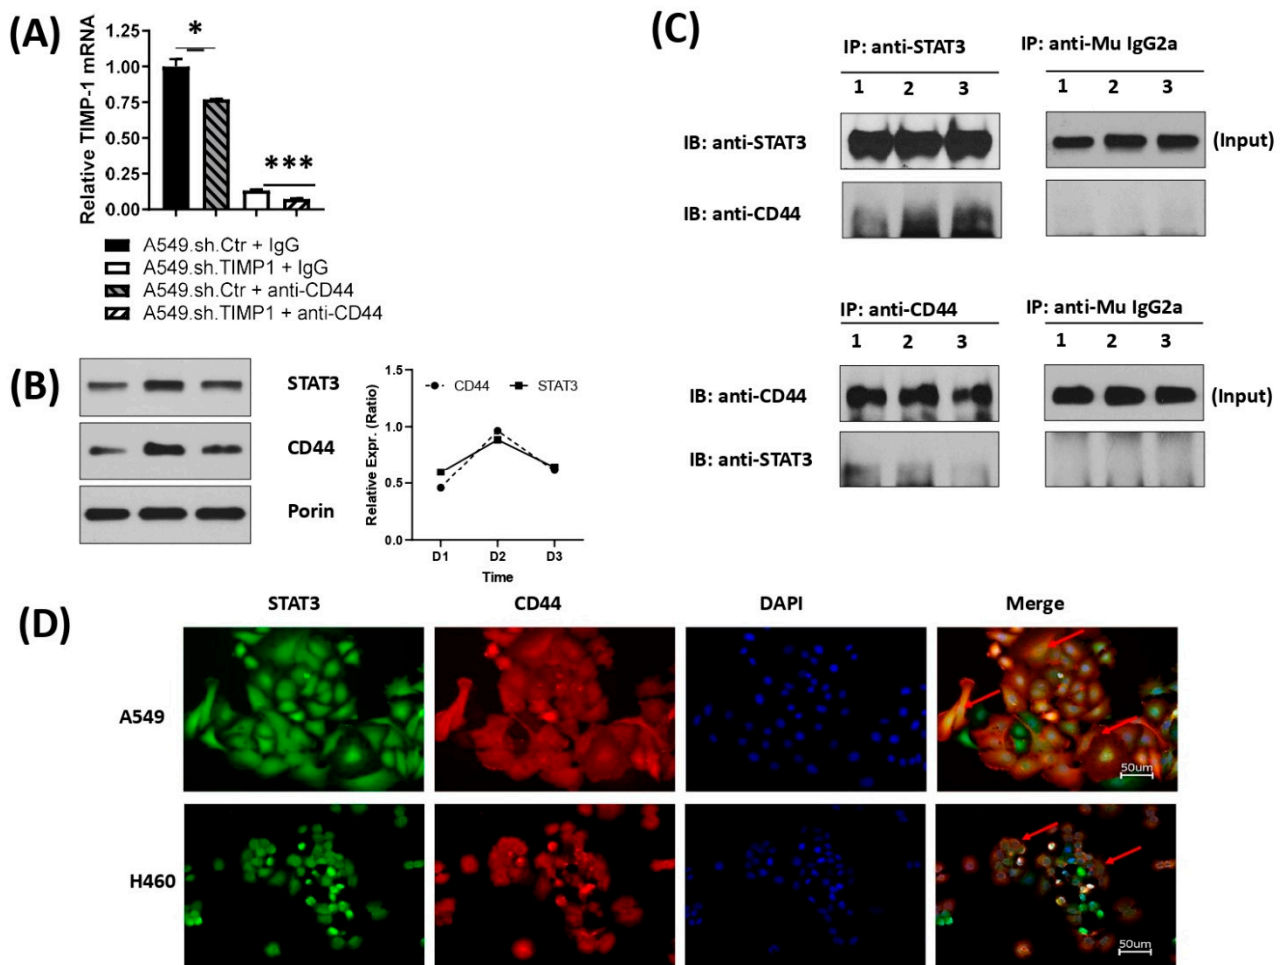 (A)
Relative TIMP-1 mRNA
1.25
1.00
0.75
0.50
0.25
0.00
*
***
A549.sh.Ctr + IgG
A549.sh.TIMP1 + IgG
A549.sh.Ctr + anti-CD44
A549.sh.TIMP1 + anti-CD44
(B)
STAT3
CD44
Porin
Relative Expr. (Ratio)
1.5
1.0
0.5
0.0
CD44 STAT3
D1 D2 D3
Time
(C)
IP: anti-STAT3 IP: anti-Mu IgG2a
1 2 3 1 2 3
IB: anti-STAT3 (Input)
IB: anti-CD44
IP: anti-CD44 IP: anti-Mu IgG2a
1 2 3 1 2 3
IB: anti-CD44 (Input)
IB: anti-STAT3
(D)
STAT3 CD44 DAPI Merge
A549
50um
H460
50um